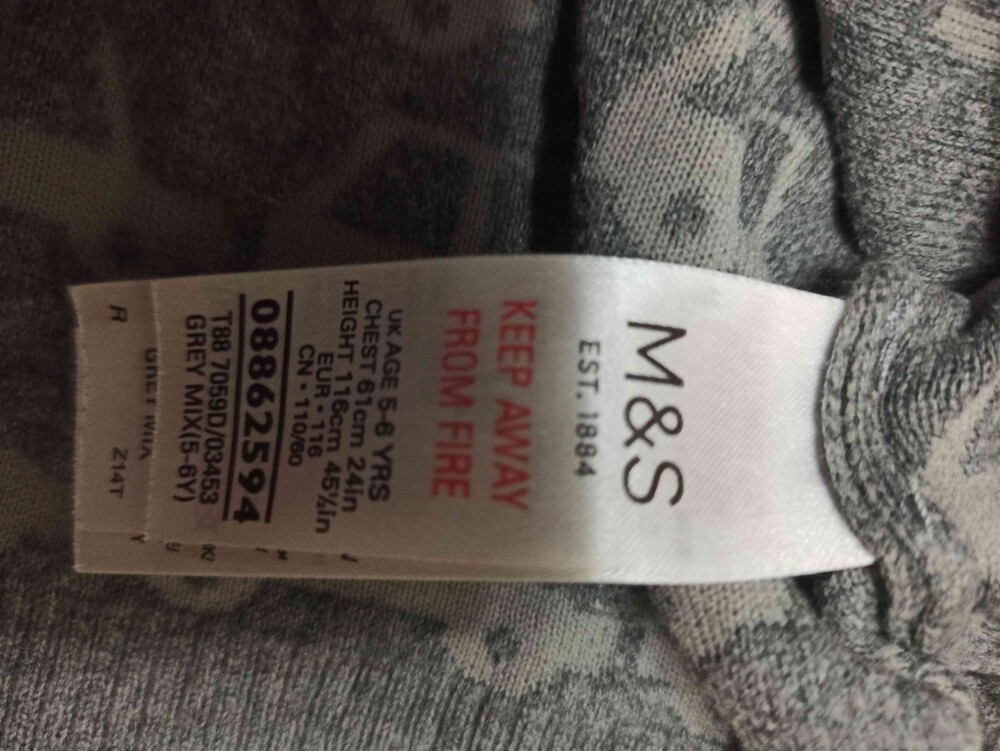 M&S
EST. 1884
KEEP AWAY
FROM FIRE
UK AGE 5-6 YRS
CHEST 61cm 24in
HEIGHT 116cm 45½in
EUR • 116
CN • 110/60
08862594
T88 7059D/03453
GREY MIX(5-6Y)
R Z14T